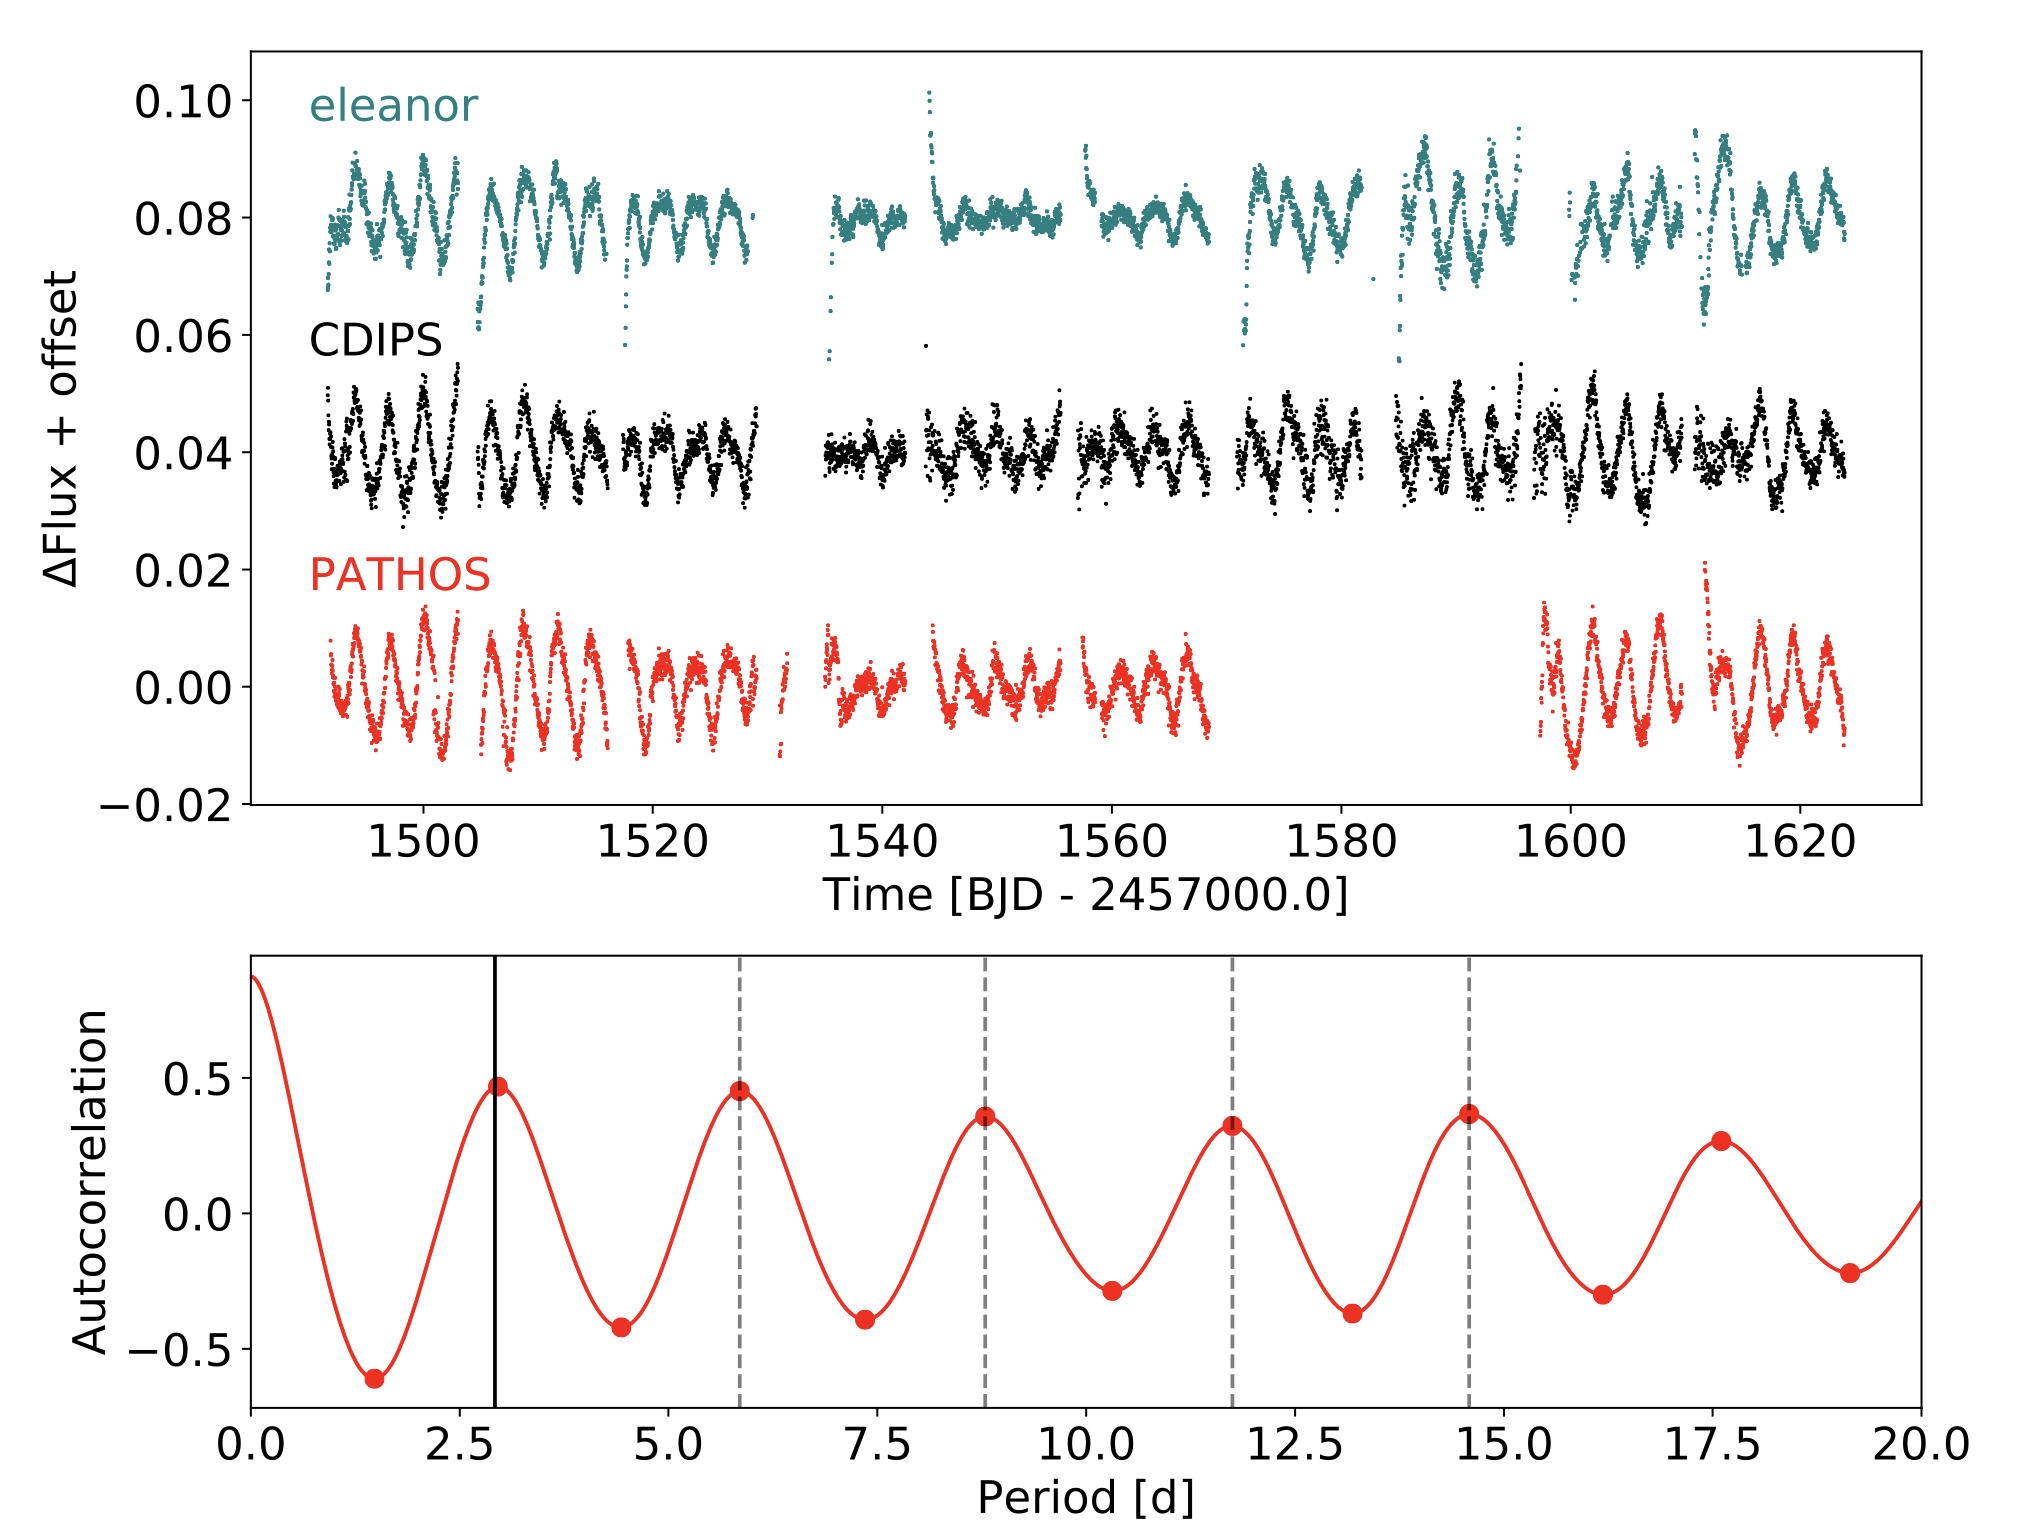 ΔFlux + offset
0.10
0.08
0.06
0.04
0.02
0.00
−0.02
eleanor
CDIPS
PATHOS
1500 1520 1540 1560 1580 1600 1620
Time [BJD - 2457000.0]
Autocorrelation
0.5
0.0
−0.5
0.0 2.5 5.0 7.5 10.0 12.5 15.0 17.5 20.0
Period [d]